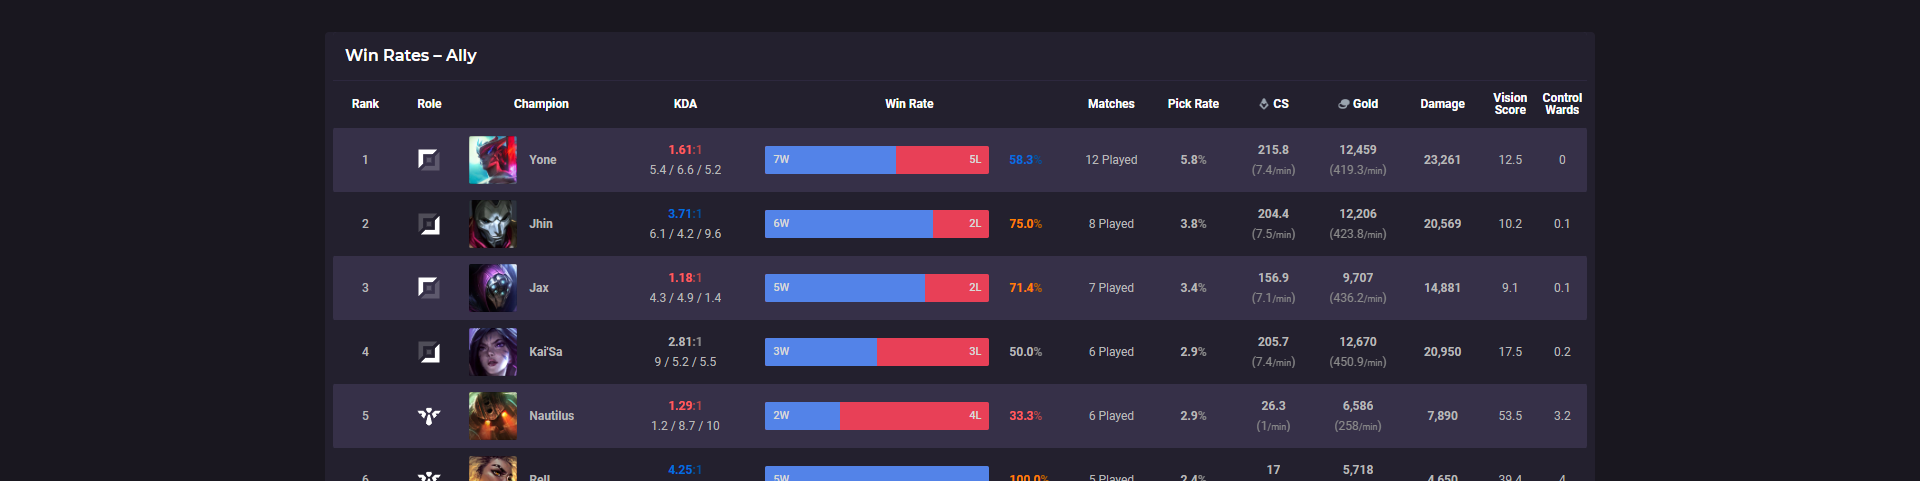 Win Rates – Ally
Rank Role Champion KDA Win Rate Matches Pick Rate CS Gold Damage Vision Score Control Wards
1 Yone 1.61:1 5.4 / 6.6 / 5.2 7W 5L 58.3% 12 Played 5.8% 215.8 (7.4/min) 12,459 (419.3/min) 23,261 12.5 0
2 Jhin 3.71:1 6.1 / 4.2 / 9.6 6W 2L 75.0% 8 Played 3.8% 204.4 (7.5/min) 12,206 (423.8/min) 20,569 10.2 0.1
3 Jax 1.18:1 4.3 / 4.9 / 1.4 5W 2L 71.4% 7 Played 3.4% 156.9 (7.1/min) 9,707 (436.2/min) 14,881 9.1 0.1
4 Kai'Sa 2.81:1 9 / 5.2 / 5.5 3W 3L 50.0% 6 Played 2.9% 205.7 (7.4/min) 12,670 (450.9/min) 20,950 17.5 0.2
5 Nautilus 1.29:1 1.2 / 8.7 / 10 2W 4L 33.3% 6 Played 2.9% 26.3 (1/min) 6,586 (258/min) 7,890 53.5 3.2
6 Rell 4.25:1 5W 100.0% 5 Played 2.4% 17 5,718 4,650 39.4 4